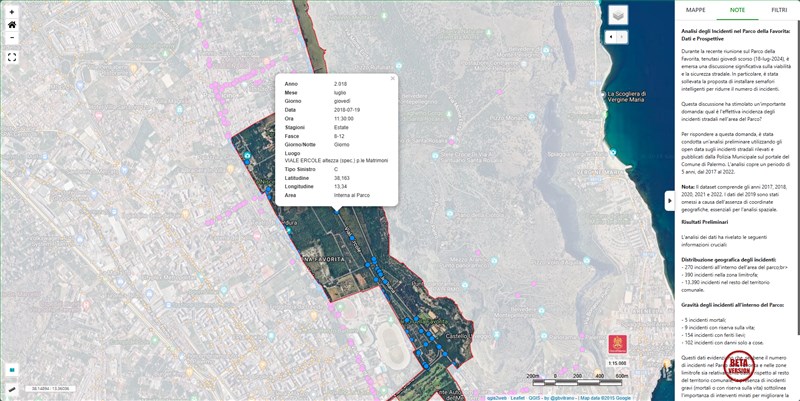 MAPPE NOTE FILTRI
Analisi degli Incidenti nel Parco della Favorita:
Dati e Prospettive
Durante la recente riunione sul Parco della
Favorita, tenutasi giovedì scorso (18-lug-2024), è
emersa una discussione significativa sulla viabilità
e la sicurezza stradale. In particolare, è stata
sollevata la proposta di installare semafori
intelligenti per ridurre il numero di incidenti.
Questa discussione ha stimolato un'importante
domanda: qual è l'effettiva incidenza degli
incidenti stradali nell'area del Parco?
Per rispondere a questa domanda, è stata
condotta un'analisi preliminare utilizzando gli
open data sugli incidenti stradali rilevati e
pubblicati dalla Polizia Municipale sul portale del
Comune di Palermo. L'analisi copre un periodo di
5 anni, dal 2017 al 2022.
Nota: Il dataset comprende gli anni 2017, 2018,
2020, 2021 e 2022. I dati del 2019 sono stati
omessi a causa dell'assenza di coordinate
geografiche, essenziali per l'analisi spaziale.
Risultati Preliminari
L'analisi dei dati ha rivelato le seguenti
informazioni cruciali:
Distribuzione geografica degli incidenti:
- 270 incidenti all'interno dell'area del parco;br>
- 390 incidenti nella zona limitrofa;
- 13.390 incidenti nel resto del territorio
comunale.
Gravità degli incidenti all'interno del Parco:
- 5 incidenti mortali;
- 9 incidenti con riserva sulla vita;
- 154 incidenti con feriti lievi;
- 102 incidenti con danni solo a cose.
Questi dati evidenziano che, sebbene il numero
di incidenti nel Parco e nelle zone
limitrofe sia rispetto al resto
del territorio comunale, la presenza di incidenti
gravi (mortali o con riserva sulla vita) sottolinea
l'importanza di interventi mirati per migliorare la
BETA
VERSION
Anno 2.018
Mese luglio
Giorno giovedì
Data 2018-07-19
Ora 11:30:00
Stagioni Estate
Fasce 8-12
Giorno/Notte Giorno
Luogo
VIALE ERCOLE altezza (spec.) p le Matrimoni
Tipo Sinistro C
Latitudine 38,163
Longitudine 13,34
Area Interna al Parco
La Scogliera di
Vergine Maria
NA FAVORITA
Castello
1:15.000
200m 0 200 400 600m
qgis2web · Leaflet · QGIS - by @gbvitrano - | Map data ©2015 Google